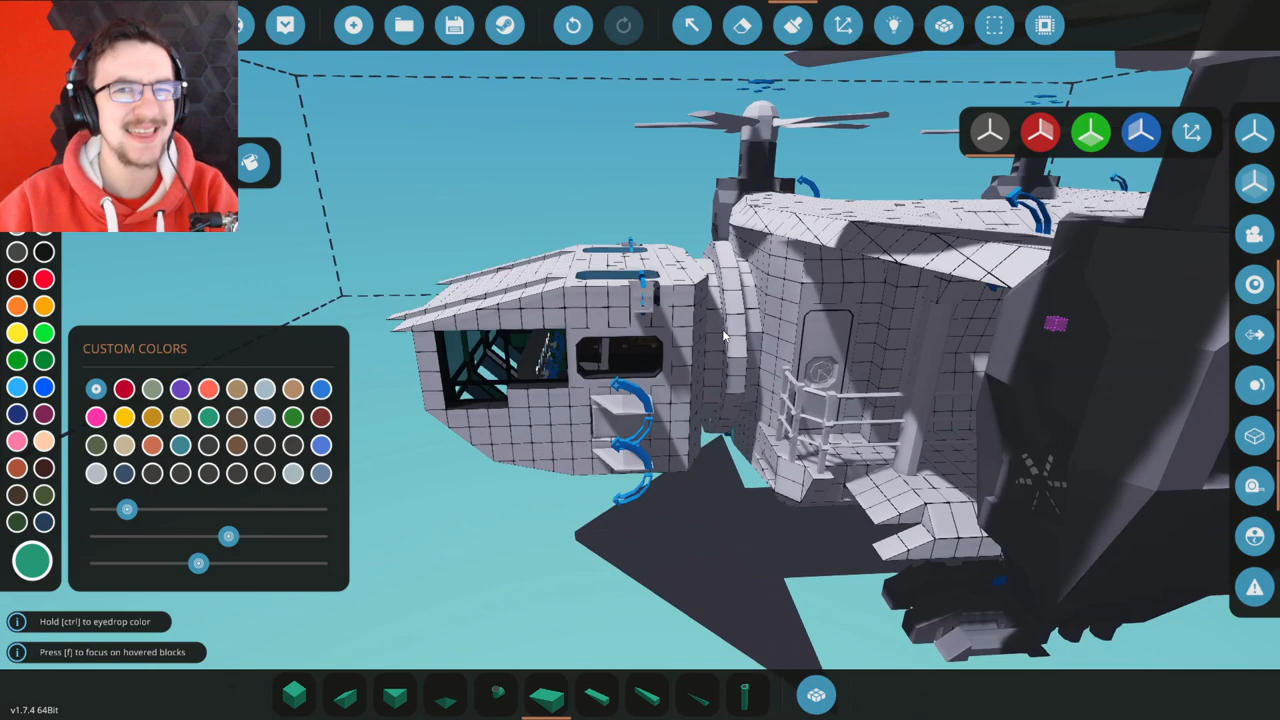 CUSTOM COLORS
Hold [ctrl] to eyedrop color
Press [f] to focus on hovered blocks
v1.7.4 64Bit